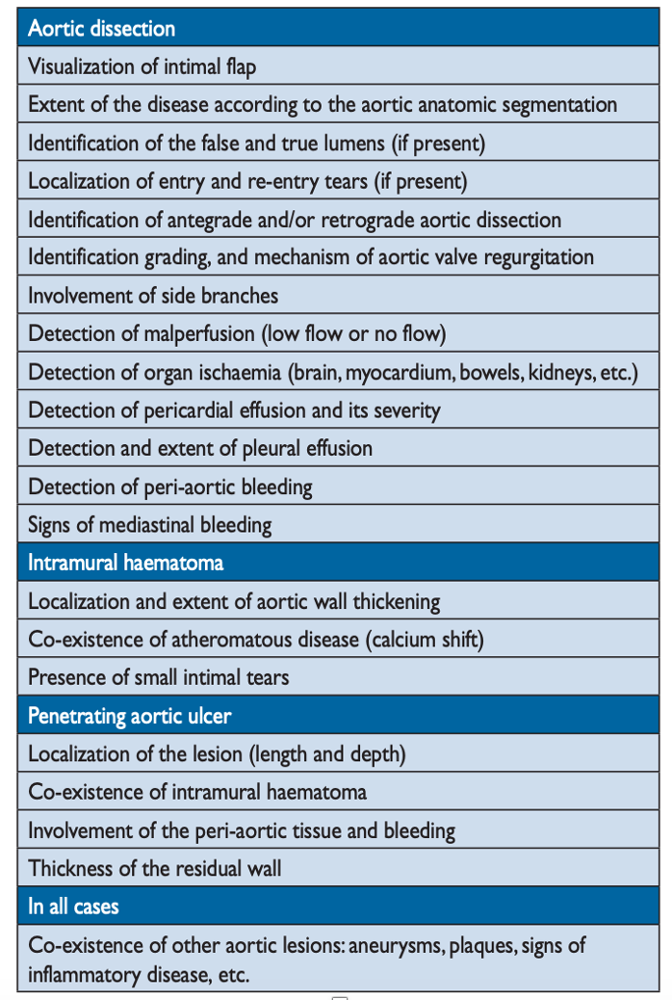 Aortic dissection
Visualization of intimal flap
Extent of the disease according to the aortic anatomic segmentation
Identification of the false and true lumens (if present)
Localization of entry and re-entry tears (if present)
Identification of antegrade and/or retrograde aortic dissection
Identification grading, and mechanism of aortic valve regurgitation
Involvement of side branches
Detection of malperfusion (low flow or no flow)
Detection of organ ischaemia (brain, myocardium, bowels, kidneys, etc.)
Detection of pericardial effusion and its severity
Detection and extent of pleural effusion
Detection of peri-aortic bleeding
Signs of mediastinal bleeding
Intramural haematoma
Localization and extent of aortic wall thickening
Co-existence of atheromatous disease (calcium shift)
Presence of small intimal tears
Penetrating aortic ulcer
Localization of the lesion (length and depth)
Co-existence of intramural haematoma
Involvement of the peri-aortic tissue and bleeding
Thickness of the residual wall
In all cases
Co-existence of other aortic lesions: aneurysms, plaques, signs of
inflammatory disease, etc.